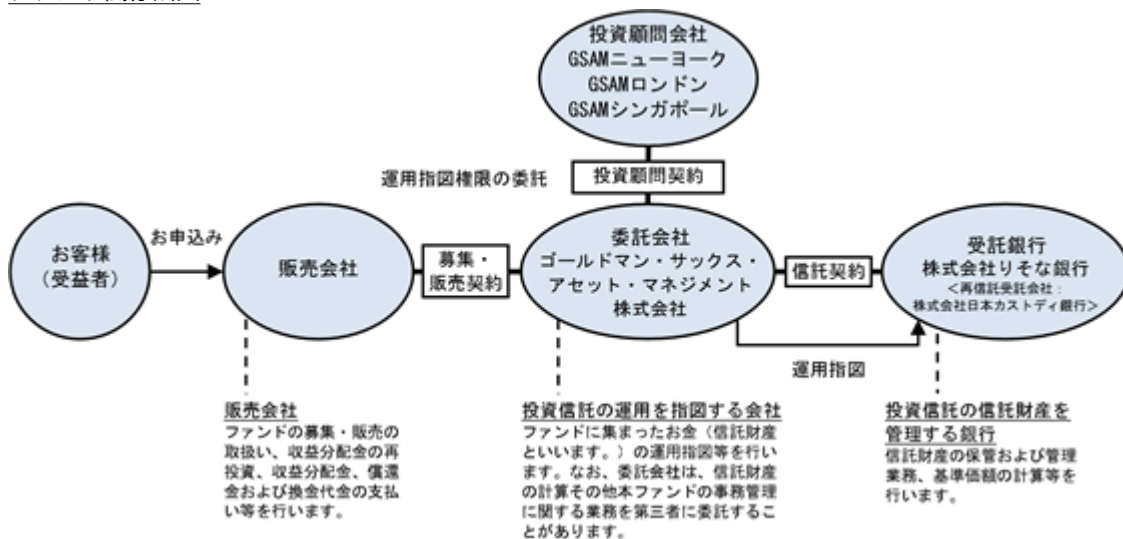 投資顧問会社
GSAMニューヨーク
GSAMロンドン
GSAMシンガポール
運用指図権限の委託
投資顧問契約
お客様
（受益者）
お申込み
販売会社
募集・
販売契約
委託会社
ゴールドマン・サックス・
アセット・マネジメント
株式会社
信託契約
受託銀行
株式会社りそな銀行
＜再信託受託会社：
株式会社日本カストディ銀行＞
運用指図
販売会社
ファンドの募集・販売の
取扱い、収益分配金の再
投資、収益分配金、償還
金および換金代金の支払
い等を行います。
投資信託の運用を指図する会社
ファンドに集まったお金（信託財産
といいます。）の運用指図等を行い
ます。なお、委託会社は、信託財産
の計算その他本ファンドの事務管理
に関する業務を第三者に委託するこ
とがあります。
投資信託の信託財産を
管理する銀行
信託財産の保管および管理
業務、基準価額の計算等を
行います。